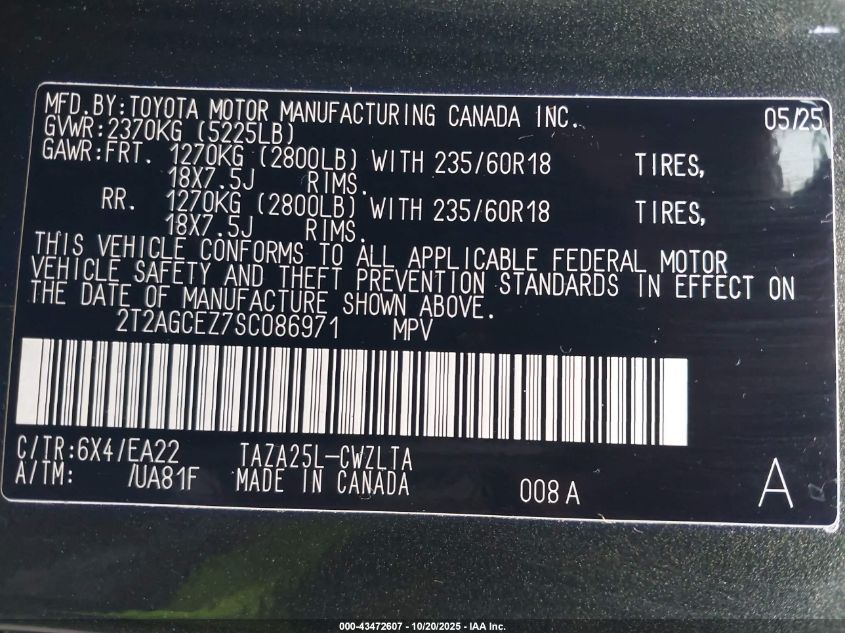 MFD.BY:TOYOTA MOTOR MANUFACTURING CANADA INC. 05/25
GVWR:2370KG (5225LB)
GAWR:FRT. 1270KG (2800LB) WITH 235/60R18 TIRES,
18X7.5J RIMS.
RR. 1270KG (2800LB) WITH 235/60R18 TIRES,
18X7.5J RIMS.
THIS VEHICLE CONFORMS TO ALL APPLICABLE FEDERAL MOTOR
VEHICLE SAFETY AND THEFT PREVENTION STANDARDS IN EFFECT ON
THE DATE OF MANUFACTURE SHOWN ABOVE.
2T2AGCEZ7SC086971 MPV
C/TR:6X4/EA22 TAZA25L-CWZLTA
A/TM: /UA81F MADE IN CANADA 008A A
000-43472607 - 10/20/2025 - IAA Inc.